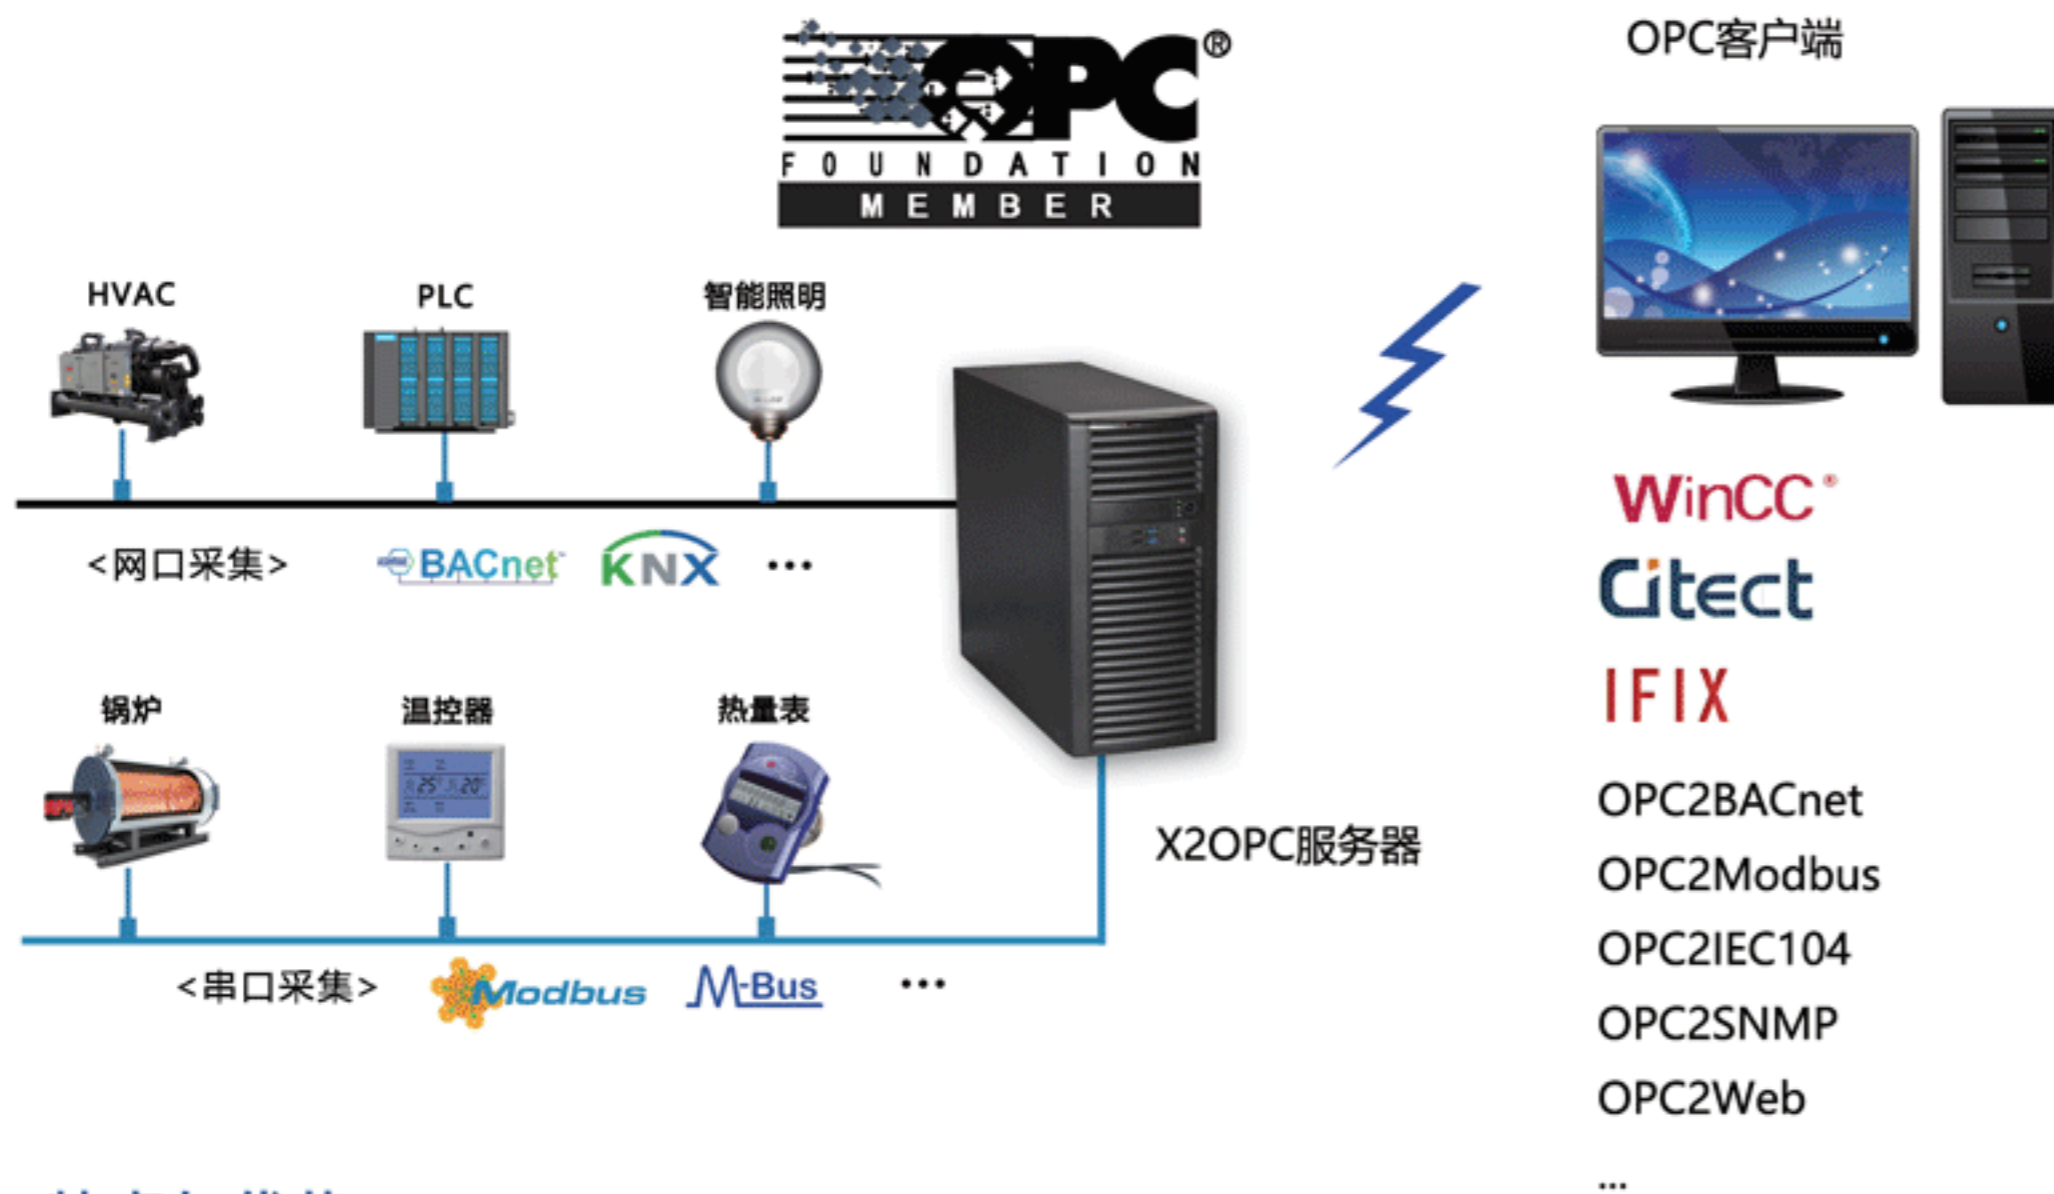 OPC
®
FOUNDATION
MEMBER
OPC客户端
HVAC
PLC
智能照明
<网口采集>
BACnet
KNX
...
锅炉
温控器
热量表
<串口采集>
Modbus
M-Bus
...
X2OPC服务器
WinCC®
Citect
IFIX
OPC2BACnet
OPC2Modbus
OPC2IEC104
OPC2SNMP
OPC2Web
...